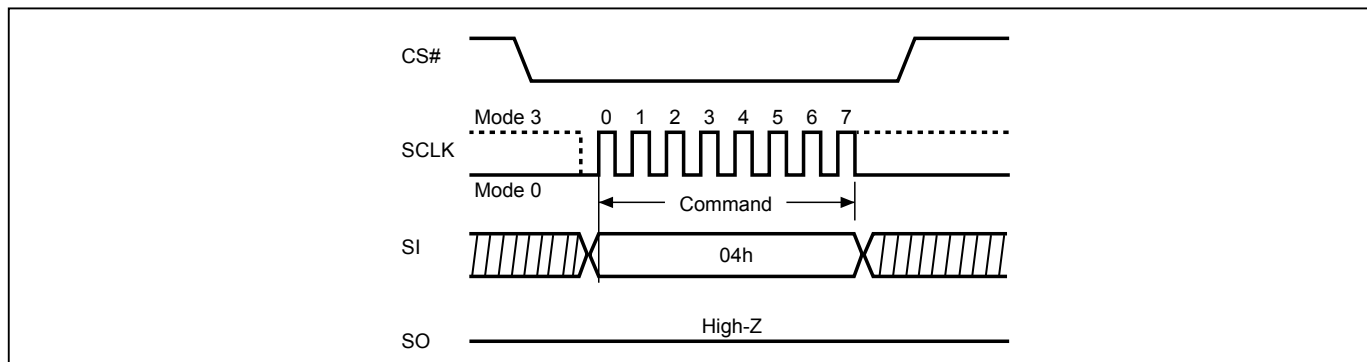 CS#
Mode 3
0 1 2 3 4 5 6 7
SCLK
Mode 0
Command
SI
04h
High-Z
SO